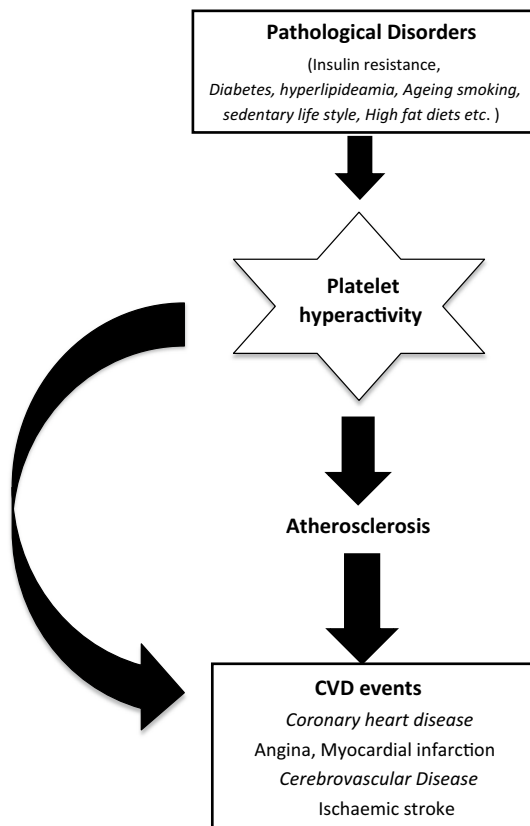 Pathological Disorders
(Insulin resistance,
Diabetes, hyperlipideamia, Ageing smoking,
sedentary life style, High fat diets etc. )
Platelet
hyperactivity
Atherosclerosis
CVD events
Coronary heart disease
Angina, Myocardial infarction
Cerebrovascular Disease
Ischaemic stroke